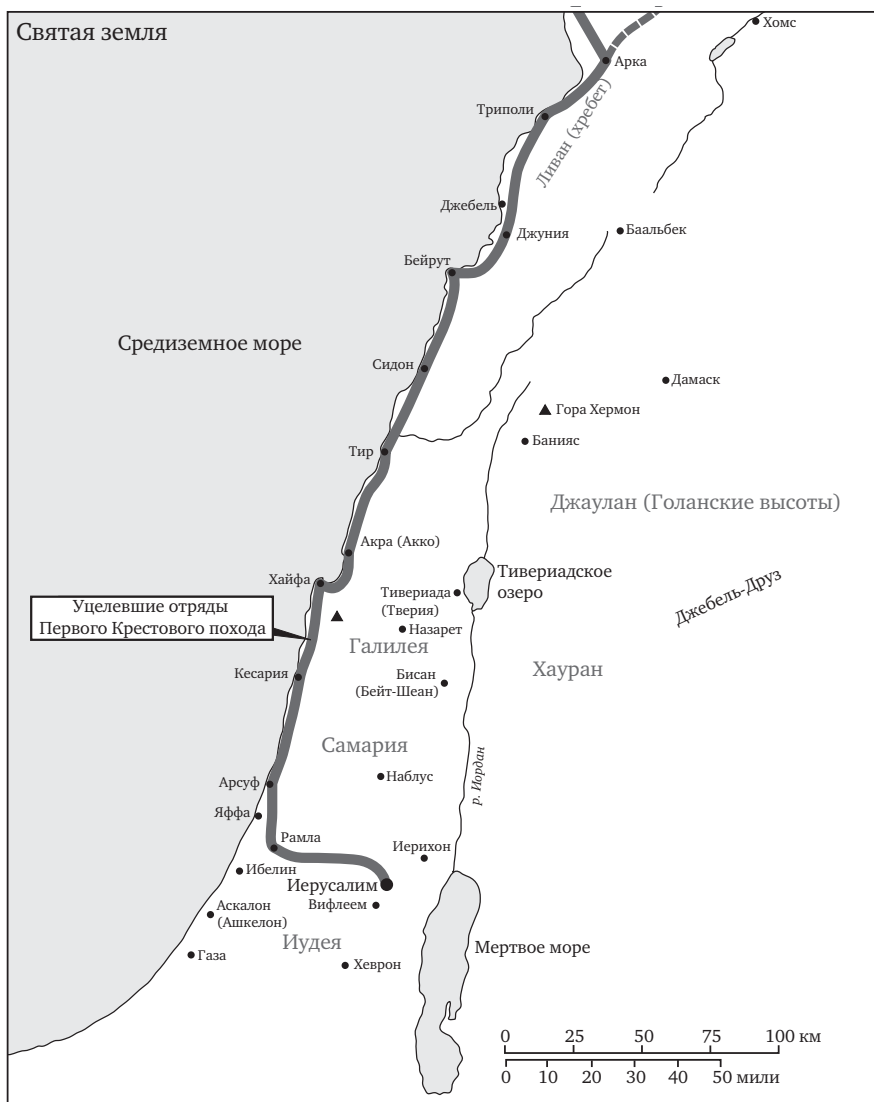 Святая земля
Хомс
Арка
Триполи
Ливан (хребет)
Джебель
Джуния
Баальбек
Бейрут
Средиземное море
Сидон
Дамаск
Гора Хермон
Банияс
Тир
Джаулан (Голанские высоты)
Акра (Акко)
Хайфа
Тивериадское
озеро
Тивериада
(Тверия)
Джебель-Друз
Уцелевшие отряды
Первого Крестового похода
Назарет
Галилея
Кесария
Бисан
(Бейт-Шеан)
Хауран
Самария
Наблус
р. Иордан
Арсуф
Яффа
Рамла
Иерихон
Ибелин
Иерусалим
Вифлеем
Аскалон
(Ашкелон)
Иудея
Мертвое море
Газа
Хеврон
0 25 50 75 100 км
0 10 20 30 40 50 мили